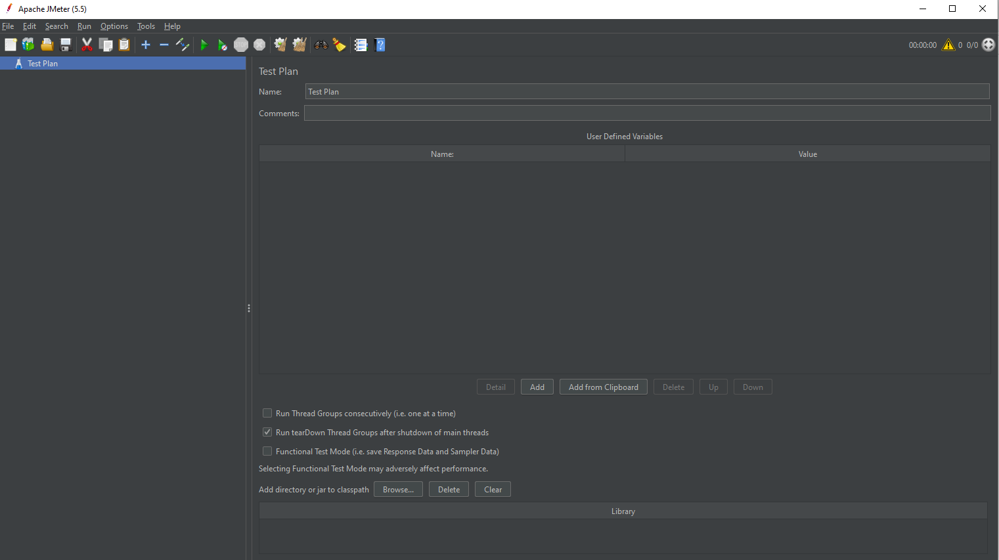 Apache JMeter (5.5)
File Edit Search Run Options Tools Help
STOP
?
00:00:00 0 0/0
Test Plan
Test Plan
Name: Test Plan
Comments:
User Defined Variables
Name: Value
Detail Add Add from Clipboard Delete Up Down
Run Thread Groups consecutively (i.e. one at a time)
Run tearDown Thread Groups after shutdown of main threads
Functional Test Mode (i.e. save Response Data and Sampler Data)
Selecting Functional Test Mode may adversely affect performance.
Add directory or jar to classpath Browse... Delete Clear
Library